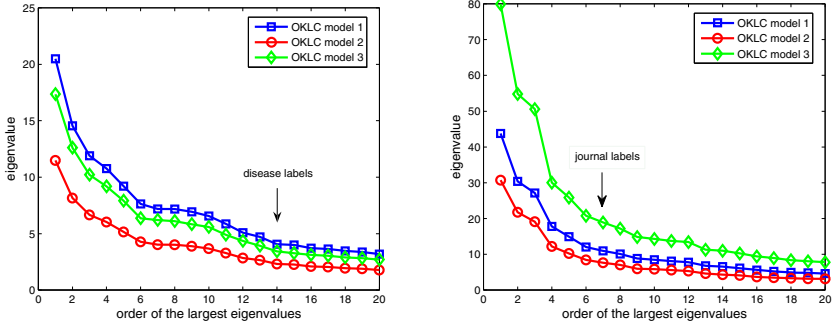 25
20
15
10
5
0
eigenvalue
0 2 4 6 8 10 12 14 16 18 20
order of the largest eigenvalues
OKLC model 1
OKLC model 2
OKLC model 3
disease labels
80
70
60
50
40
30
20
10
0
eigenvalue
0 2 4 6 8 10 12 14 16 18 20
order of the largest eigenvalues
OKLC model 1
OKLC model 2
OKLC model 3
journal labels